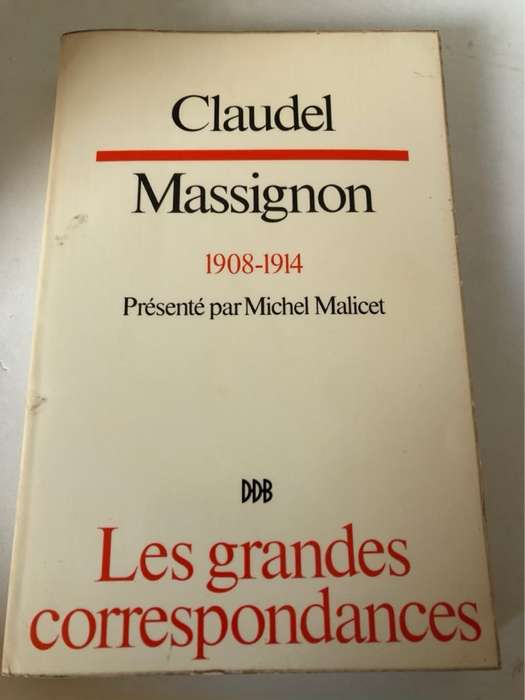 Claudel
Massignon
1908-1914
Présenté par Michel Malicet
DDB
Les grandes
correspondances